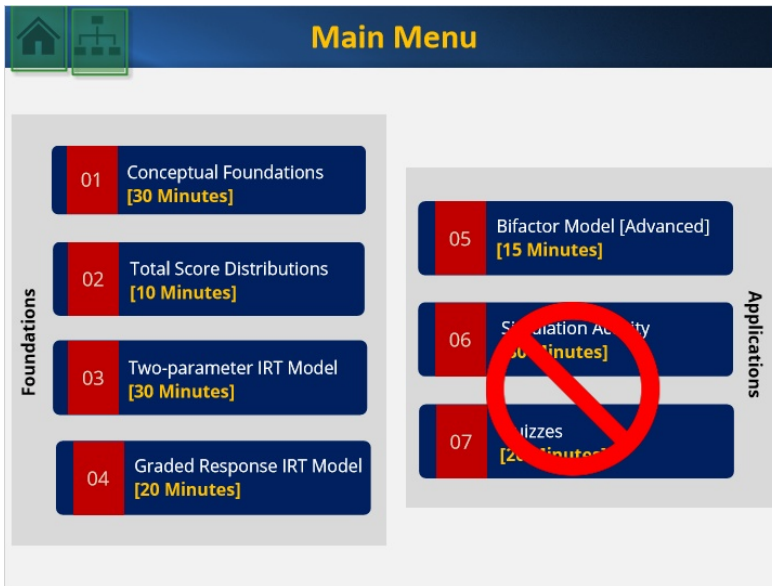 Main Menu
Foundations
01
Conceptual Foundations
[30 Minutes]
02
Total Score Distributions
[10 Minutes]
03
Two-parameter IRT Model
[30 Minutes]
04
Graded Response IRT Model
[20 Minutes]
05
Bifactor Model [Advanced]
[15 Minutes]
06
07
Applications